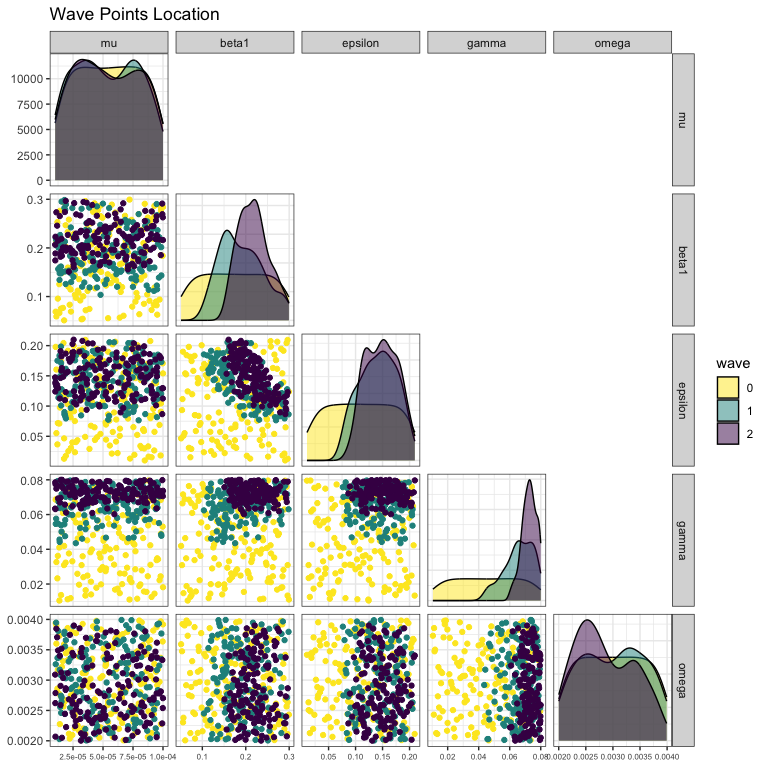 Wave Points Location
mu beta1 epsilon gamma omega
10000
7500
5000
2500
0
mu
0.3
0.2
0.1
beta1
0.20
0.15
0.10
0.05
epsilon
wave
0
1
2
0.08
0.06
0.04
0.02
gamma
0.0040
0.0035
0.0030
0.0025
0.0020
omega
2.5e-05 5.0e-05 7.5e-05 1.0e-04 0.1 0.2 0.3 0.05 0.10 0.15 0.20 0.02 0.04 0.06 0.08 0.0020 0.0025 0.0030 0.0035 0.0040